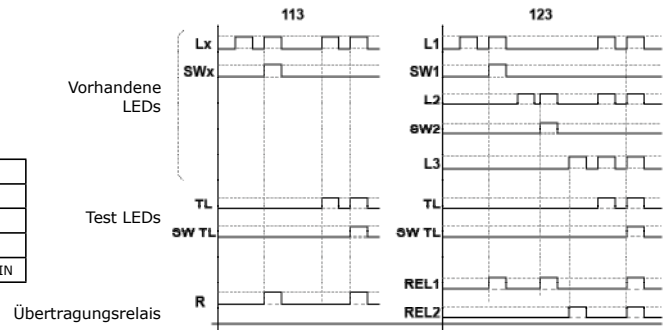 113
123
Vorhandene
LEDs
Lx
SWx
TL
SW TL
R
L1
SW1
L2
SW2
L3
TL
SW TL
REL1
REL2
Test LEDs
Übertragungsrelais
IN